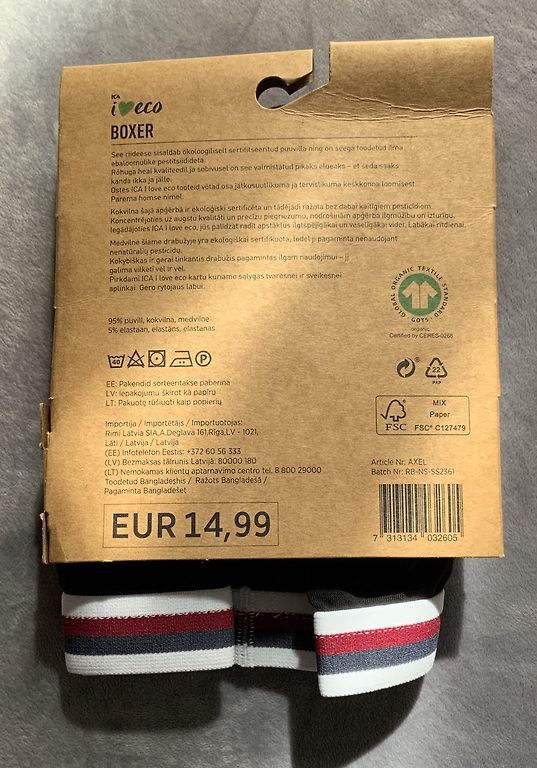 ICA
i eco
BOXER
See riideese sisaldab ökoloogiliselt sertifitseeritud puuvilla ning on seega toodetud ilma
ebaloomulike pestitsiidideta.
Rõhuga heal kvaliteedil ja sobivusel on see valmistatud pikaks elueaks – et seda saaks
kanda ikka ja jälle.
Ostes ICA I love eco tooteid võtad osa jätkusuutlikuma ja tervislikuma keskkonna loomisest.
Parema homse nimel.
Kokvilna šajā apģērbā ir ekoloģiski sertificēta un tādējādi ražota bez dabai kaitīgiem pesticīdiem.
Koncentrējoties uz augstu kvalitāti un precīzu piegriezumu, nodrošinām apģērba ilgmūžību un izturību.
Iegādājoties ICA I love eco, jūs palīdzat radīt apstākļus ilgtspējīgākai un veselīgākai videi. Labākai rītdienai.
Medvilnė šiame drabužyje yra ekologiškai sertifikuota, todėl ji pagaminta nenaudojant
nenatūralių pesticidų.
Kokybiškas ir gerai tinkantis drabužis pagamintas ilgam naudojimui – jį
galima vilkėti vėl ir vėl.
Pirkdami ICA I love eco kartu kuriame sąlygas tvaresnei ir sveikesnei
aplinkai. Gero rytojaus labui.
95% puvill, kokvilna, medvilnė
5% elastaan, elastāns, elastanas
40
P
EE: Pakendid sorteeritakse paberina
LV: Iepakojumu šķirot kā papīru
LT: Pakuotę rūšiuoti kaip popierių
Importija / Importētājs / Importuotojas:
Rimi Latvia SIA, A.Deglava 161,Rīga,LV - 1021,
Läti / Latvija / Latvija
(EE) Infotelefon Eestis: +372 60 56 333
(LV) Bezmaksas tālrunis Latvijā: 80000 180
(LT) Nemokamas klientų aptarnavimo centro tel. 8 800 29000
Toodetud Bangladeshis / Ražots Bangladešā /
Pagaminta Bangladešet
EUR 14,99
GLOBAL ORGANIC TEXTILE STANDARD
GOTS
organic
Certified by CERES-0268
22
PAP
FSC
MIX
Paper
FSC® C127479
Article Nr: AXEL
Batch Nr: RB-NS-SS2361
7 313134 032605